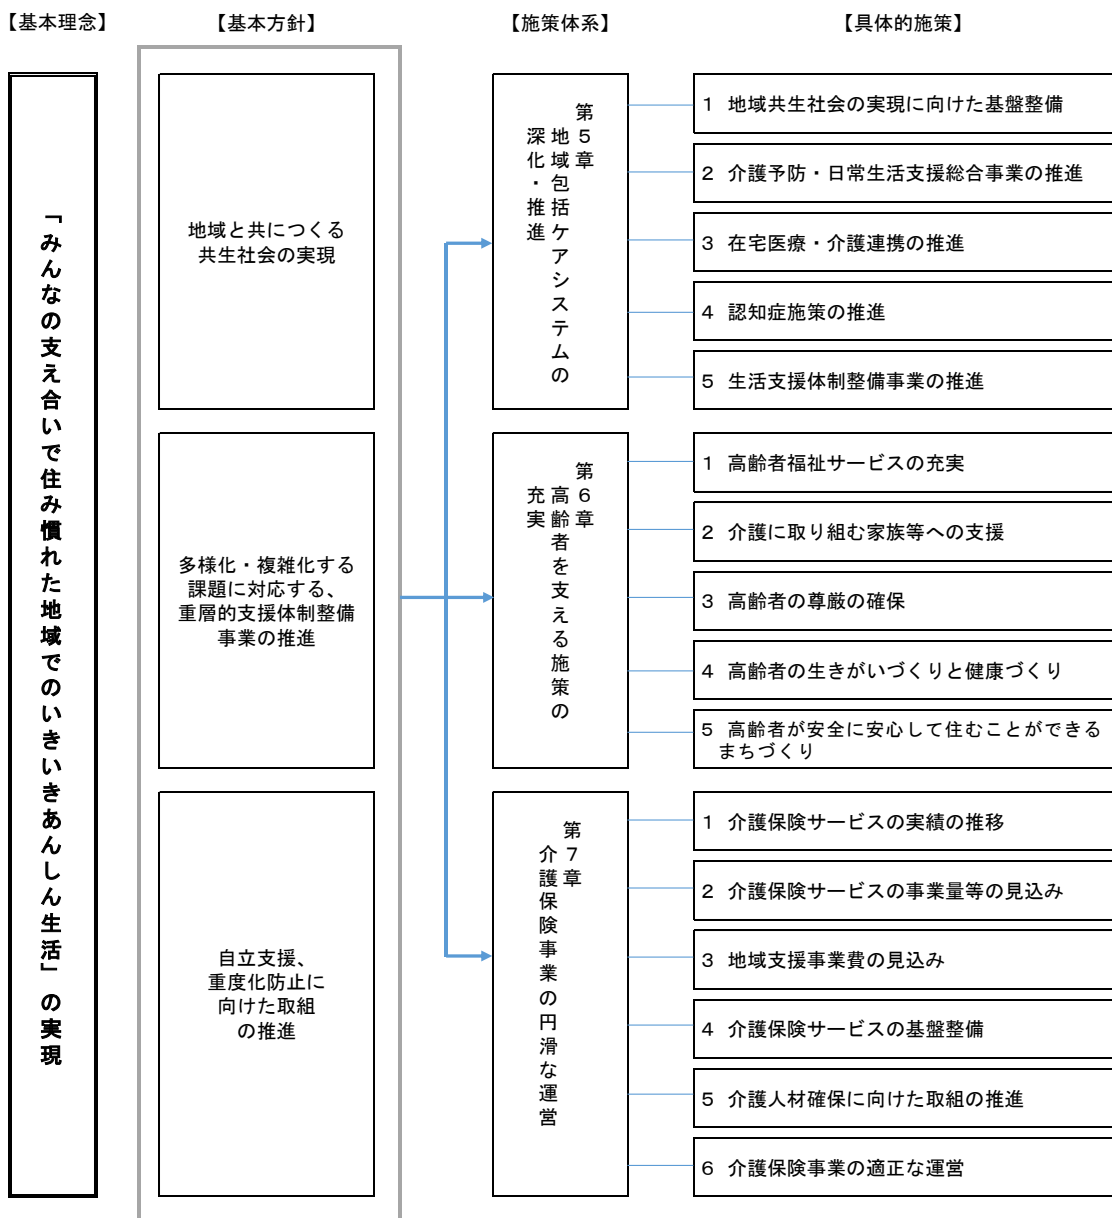 【基本理念】
【基本方針】
【施策体系】
【具体的施策】
「みんなの支え合いで住み慣れた地域でのいきいきあんしん生活」の実現
地域と共につくる
共生社会の実現
多様化・複雑化する
課題に対応する、
重層的支援体制整備
事業の推進
自立支援、
重度化防止に
向けた取組
の推進
第5章
地域包括ケアシステムの
深化・推進
1 地域共生社会の実現に向けた基盤整備
2 介護予防・日常生活支援総合事業の推進
3 在宅医療・介護連携の推進
4 認知症施策の推進
5 生活支援体制整備事業の推進
第6章
高齢者を支える施策の
充実
1 高齢者福祉サービスの充実
2 介護に取り組む家族等への支援
3 高齢者の尊厳の確保
4 高齢者の生きがいづくりと健康づくり
5 高齢者が安全に安心して住むことができる
まちづくり
第7章
介護保険事業の円滑な運営
1 介護保険サービスの実績の推移
2 介護保険サービスの事業量等の見込み
3 地域支援事業費の見込み
4 介護保険サービスの基盤整備
5 介護人材確保に向けた取組の推進
6 介護保険事業の適正な運営